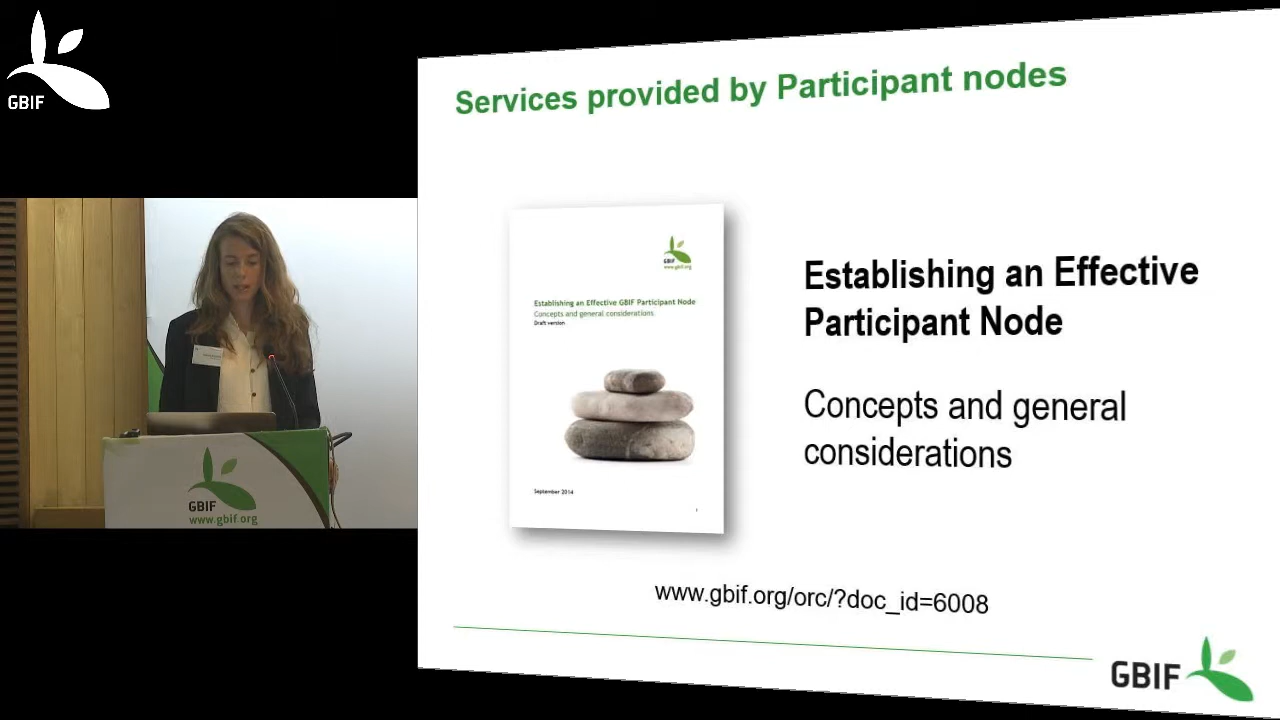 GBIF
Services provided by Participant nodes
GBIF
www.gbif.org
Establishing an Effective GBIF Participant Node
Concepts and general considerations
Draft version
September 2014
Establishing an Effective
Participant Node
Concepts and general
considerations
www.gbif.org/orc/?doc_id=6008
GBIF
GBIF
www.gbif.org